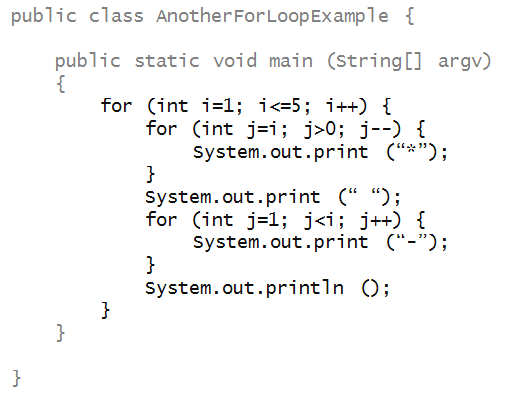 public class AnotherForLoopExample {
public static void main (String[] argv)
{
for (int i=1; i<=5; i++) {
for (int j=i; j>0; j--) {
System.out.print (“*”);
}
System.out.print (“ “);
for (int j=1; j<i; j++) {
System.out.print (“-”);
}
System.out.println ();
}
}
}